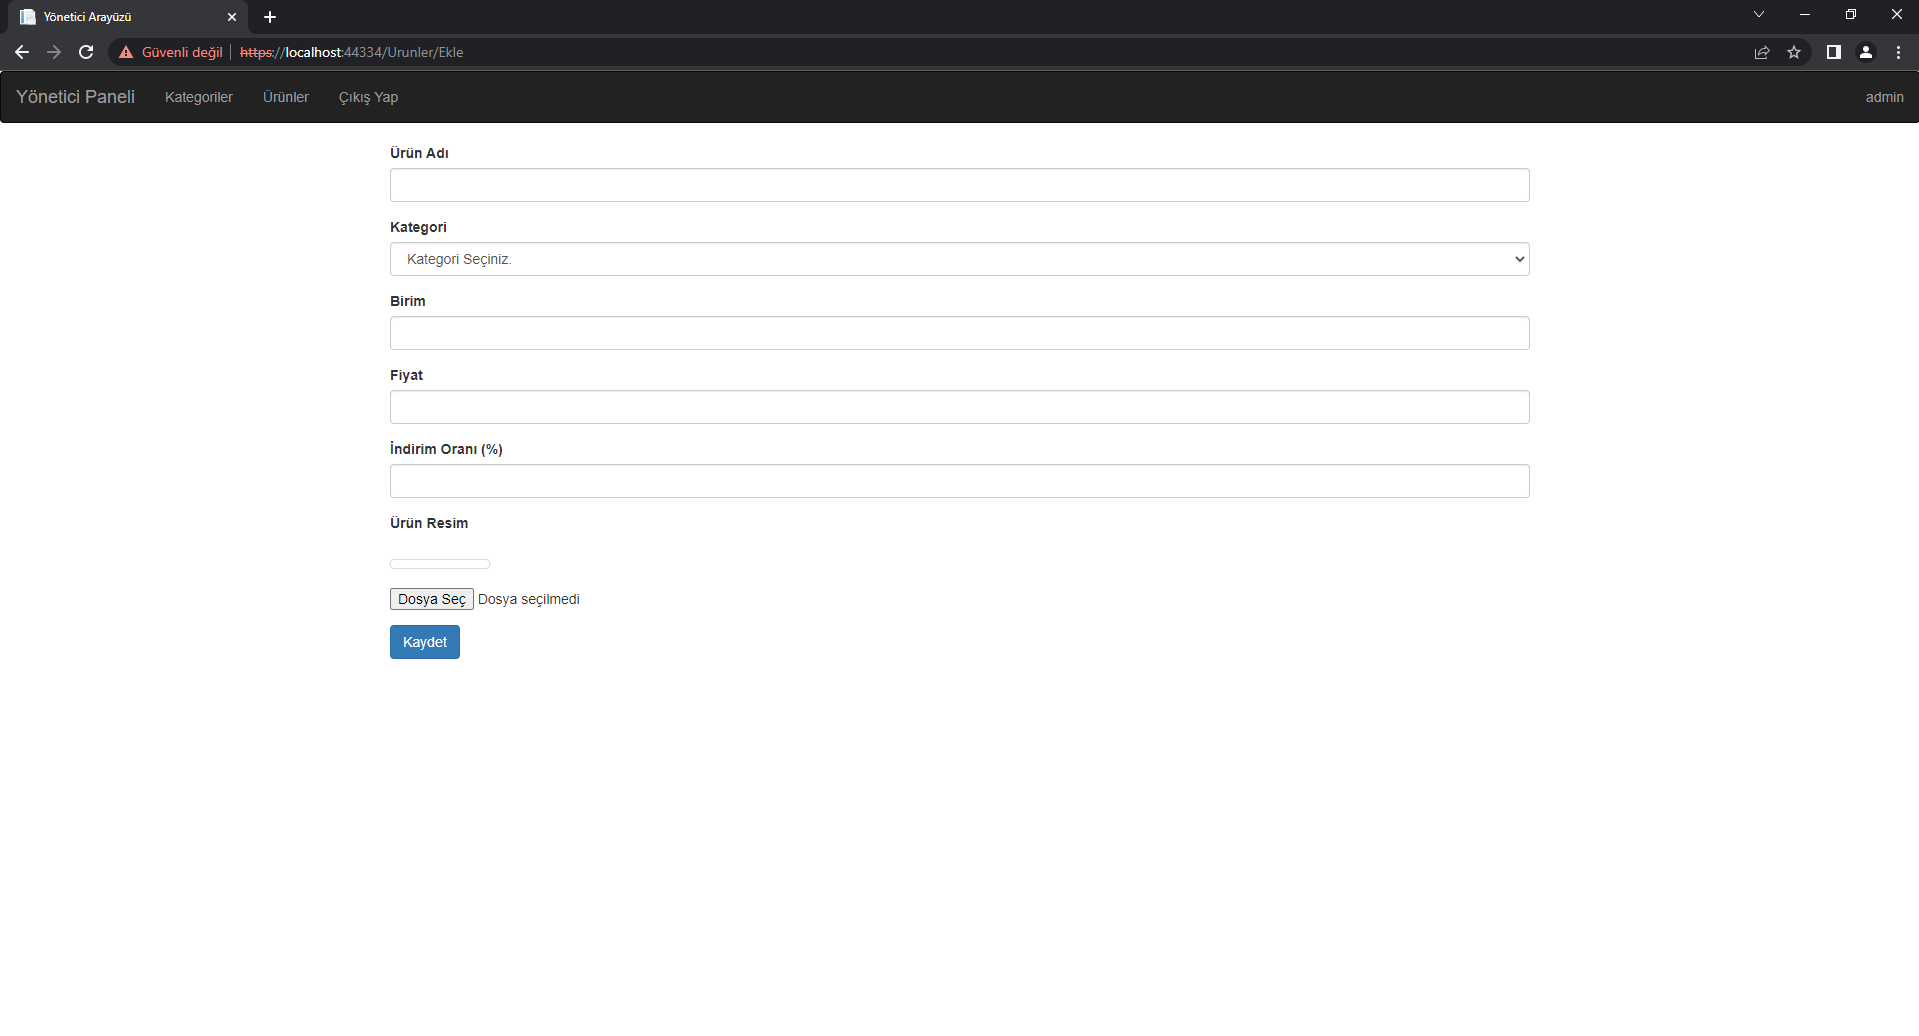 Yönetici Arayüzü
Güvenli değil https://localhost:44334/Urunler/Ekle
Yönetici Paneli Kategoriler Ürünler Çıkış Yap admin
Ürün Adı
Kategori
Kategori Seçiniz.
Birim
Fiyat
İndirim Oranı (%)
Ürün Resim
Dosya Seç Dosya seçilmedi
Kaydet